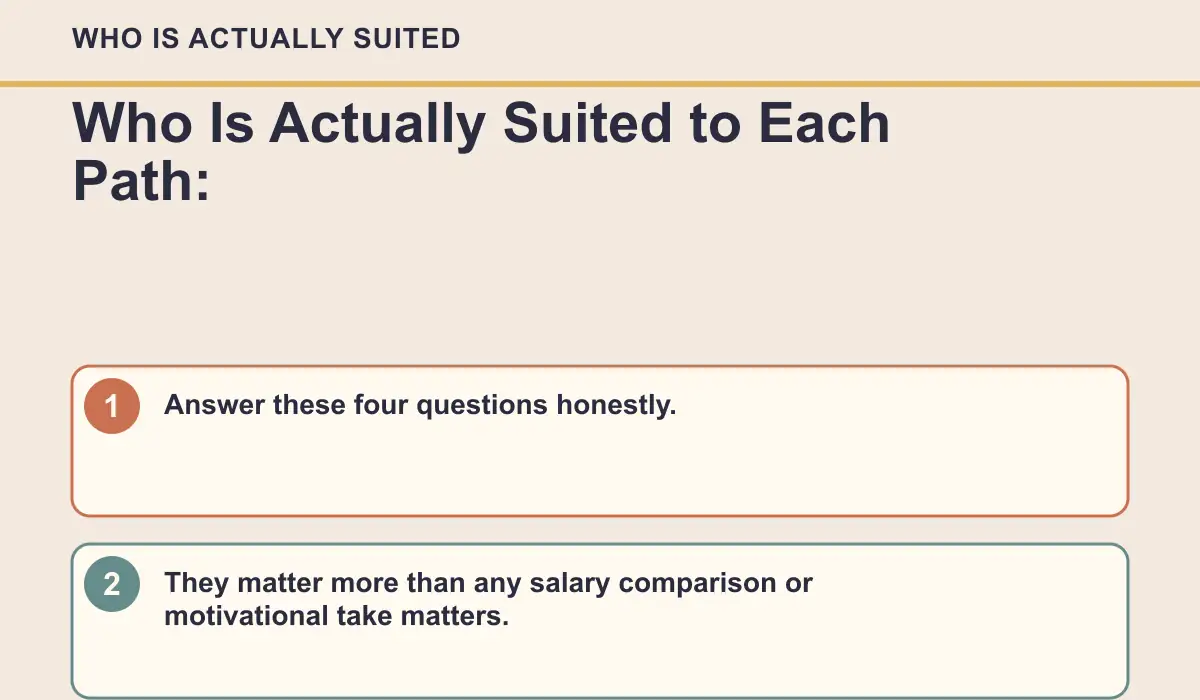 WHO IS ACTUALLY SUITED
Who Is Actually Suited to Each
Path:
1
Answer these four questions honestly.
2
They matter more than any salary comparison or
motivational take matters.